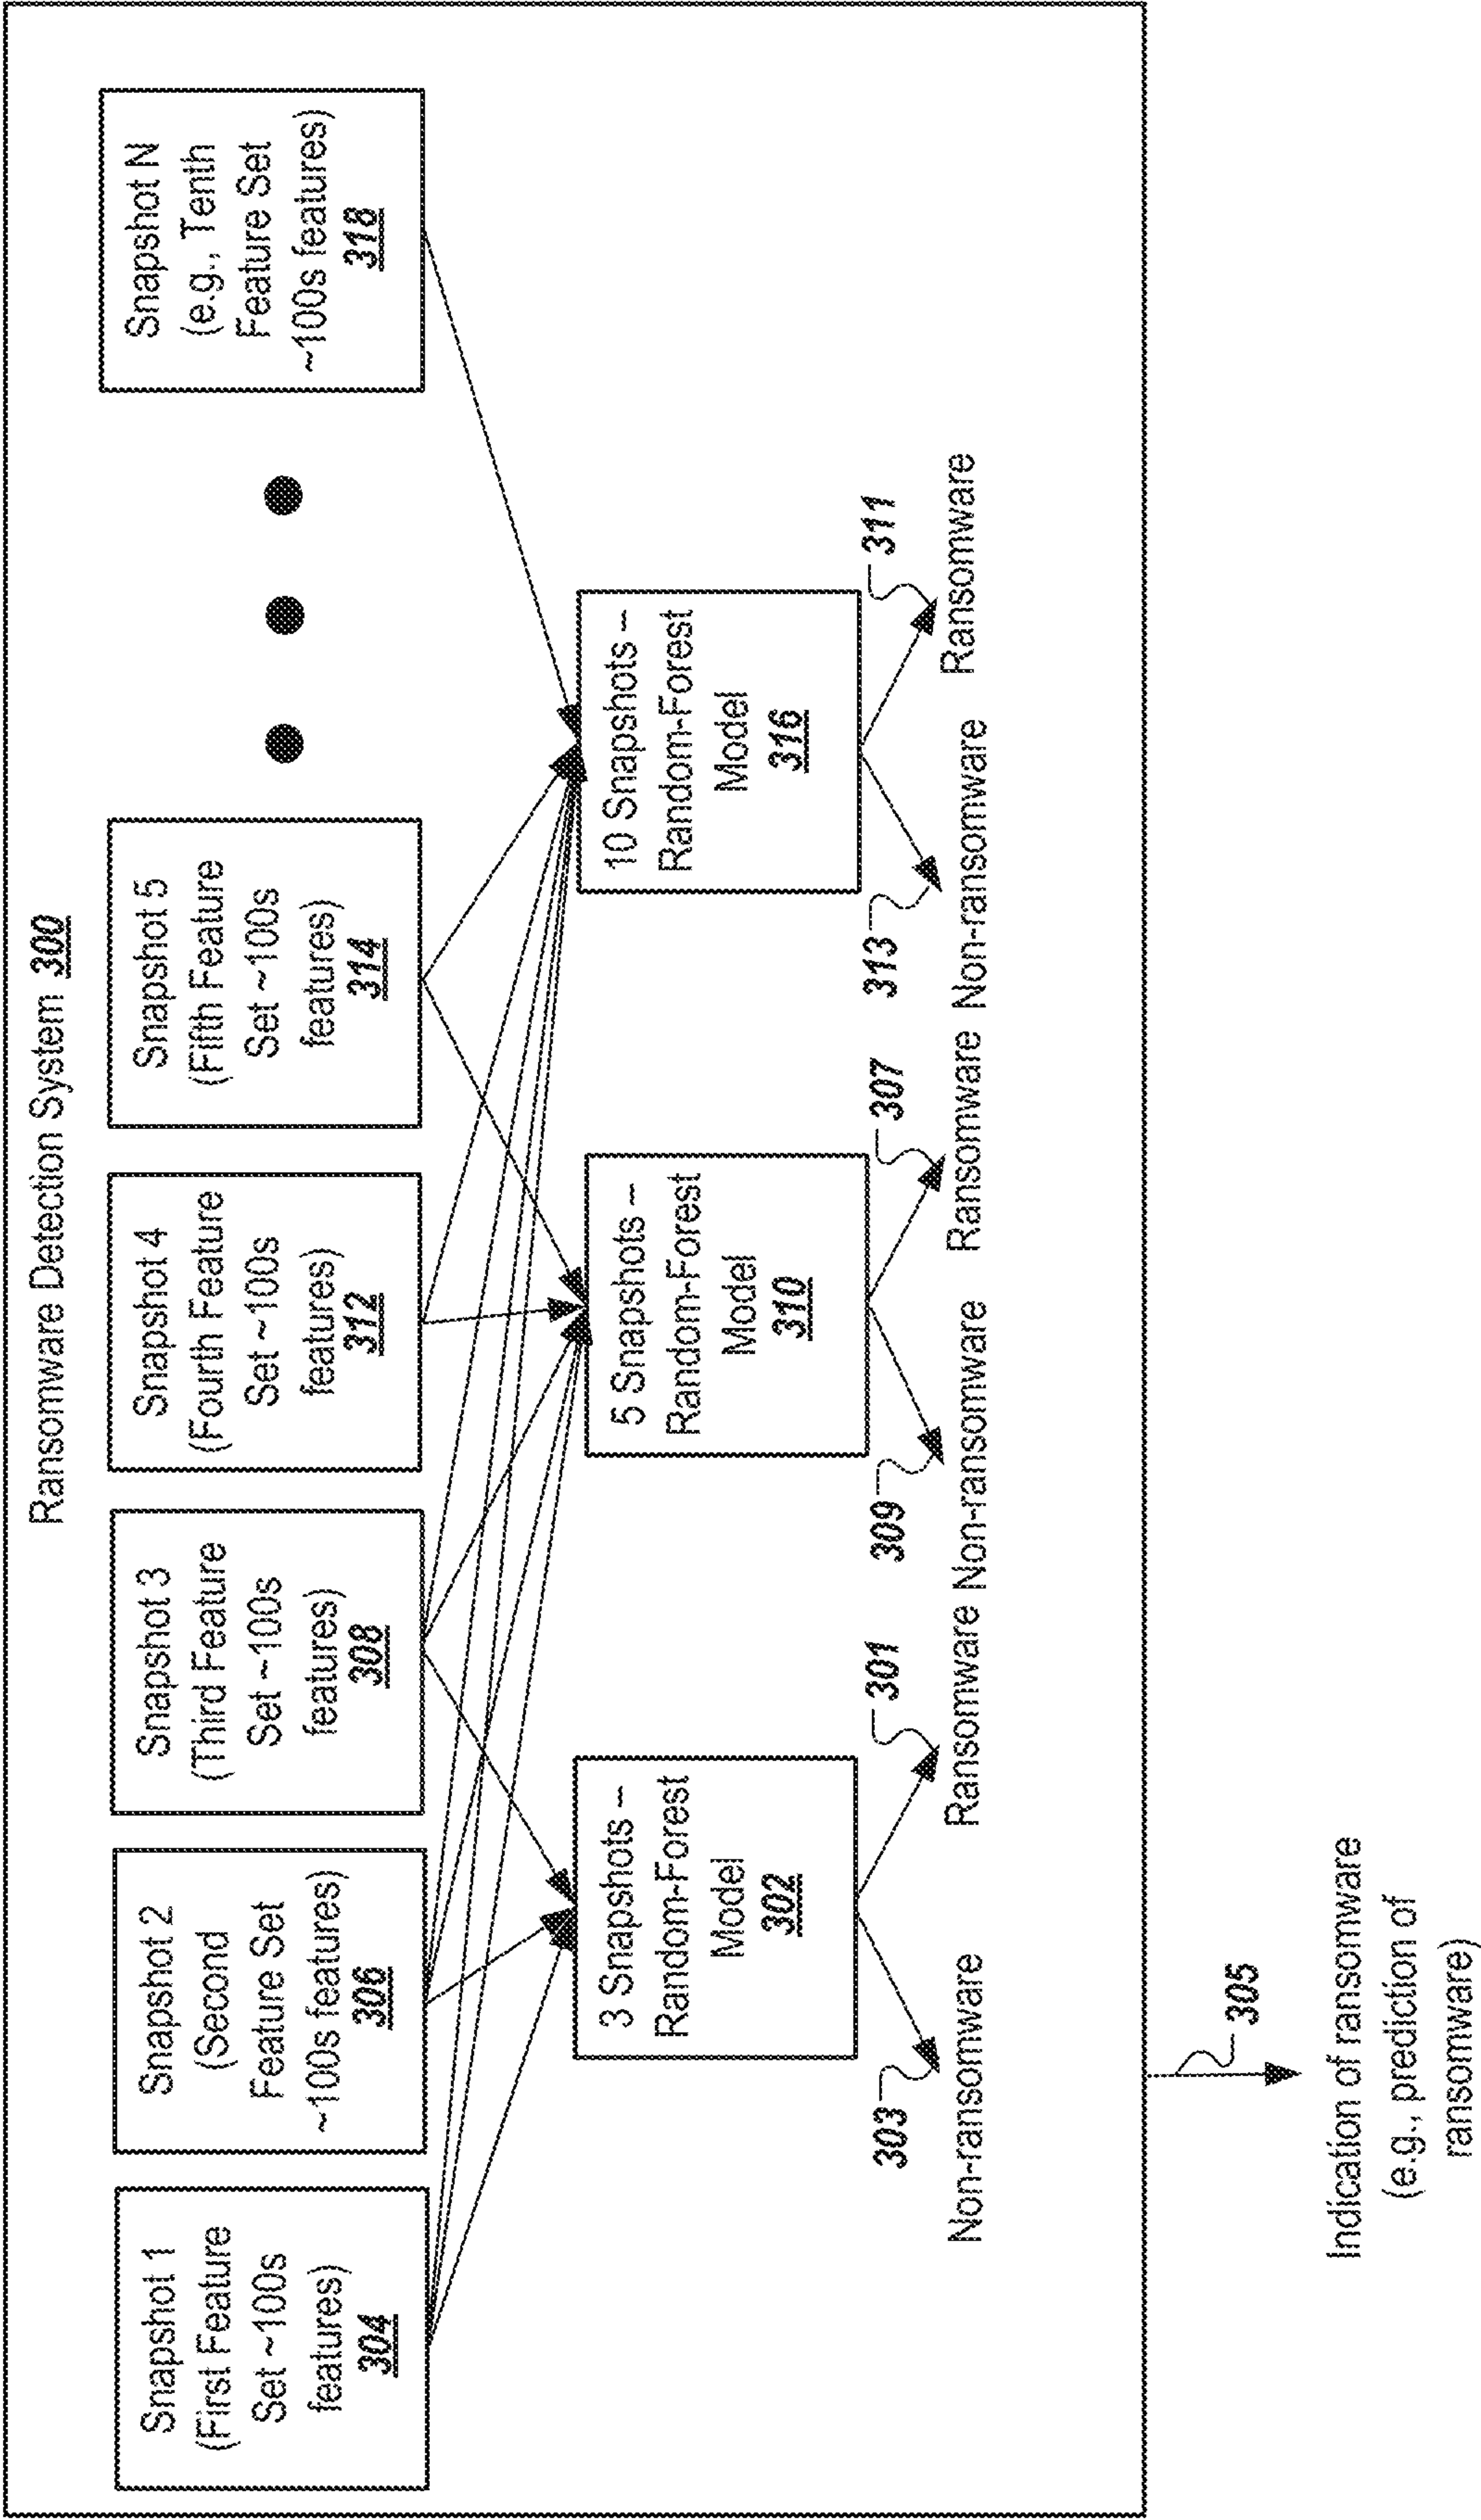 Ransomware Detection System 300
Snapshot 1
(First Feature
Set ~100s
features)
304
Snapshot 2
(Second
Feature Set
~100s features)
306
Snapshot 3
(Third Feature
Set ~100s
features)
308
Snapshot 4
(Fourth Feature
Set ~100s
features)
312
Snapshot 5
(Fifth Feature
Set ~100s
features)
314
Snapshot N
(e.g., Tenth
Feature Set
~100s features)
318
3 Snapshots –
Random-Forest
Model
302
5 Snapshots –
Random-Forest
Model
310
10 Snapshots –
Random-Forest
Model
316
303
301
309
307
313
311
Non-ransomware
Ransomware
Non-ransomware
Ransomware
Non-ransomware
Ransomware
305
Indication of ransomware
(e.g., prediction of
ransomware)